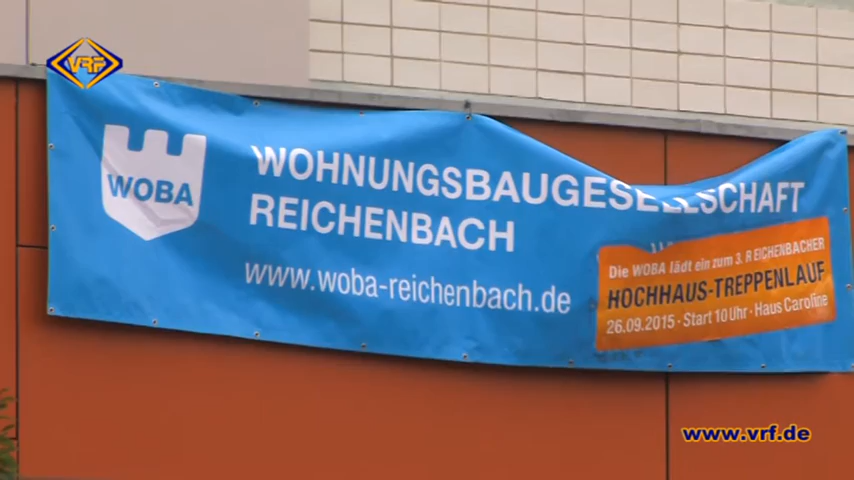 VRF
WOBA
WOHNUNGSBAUGESELLSCHAFT
REICHENBACH
www.woba-reichenbach.de
Die WOBA lädt ein zum 3. REICHENBACHER
HOCHHAUS-TREPPENLAUF
26.09.2015 · Start 10 Uhr · Haus Caroline
www.vrf.de